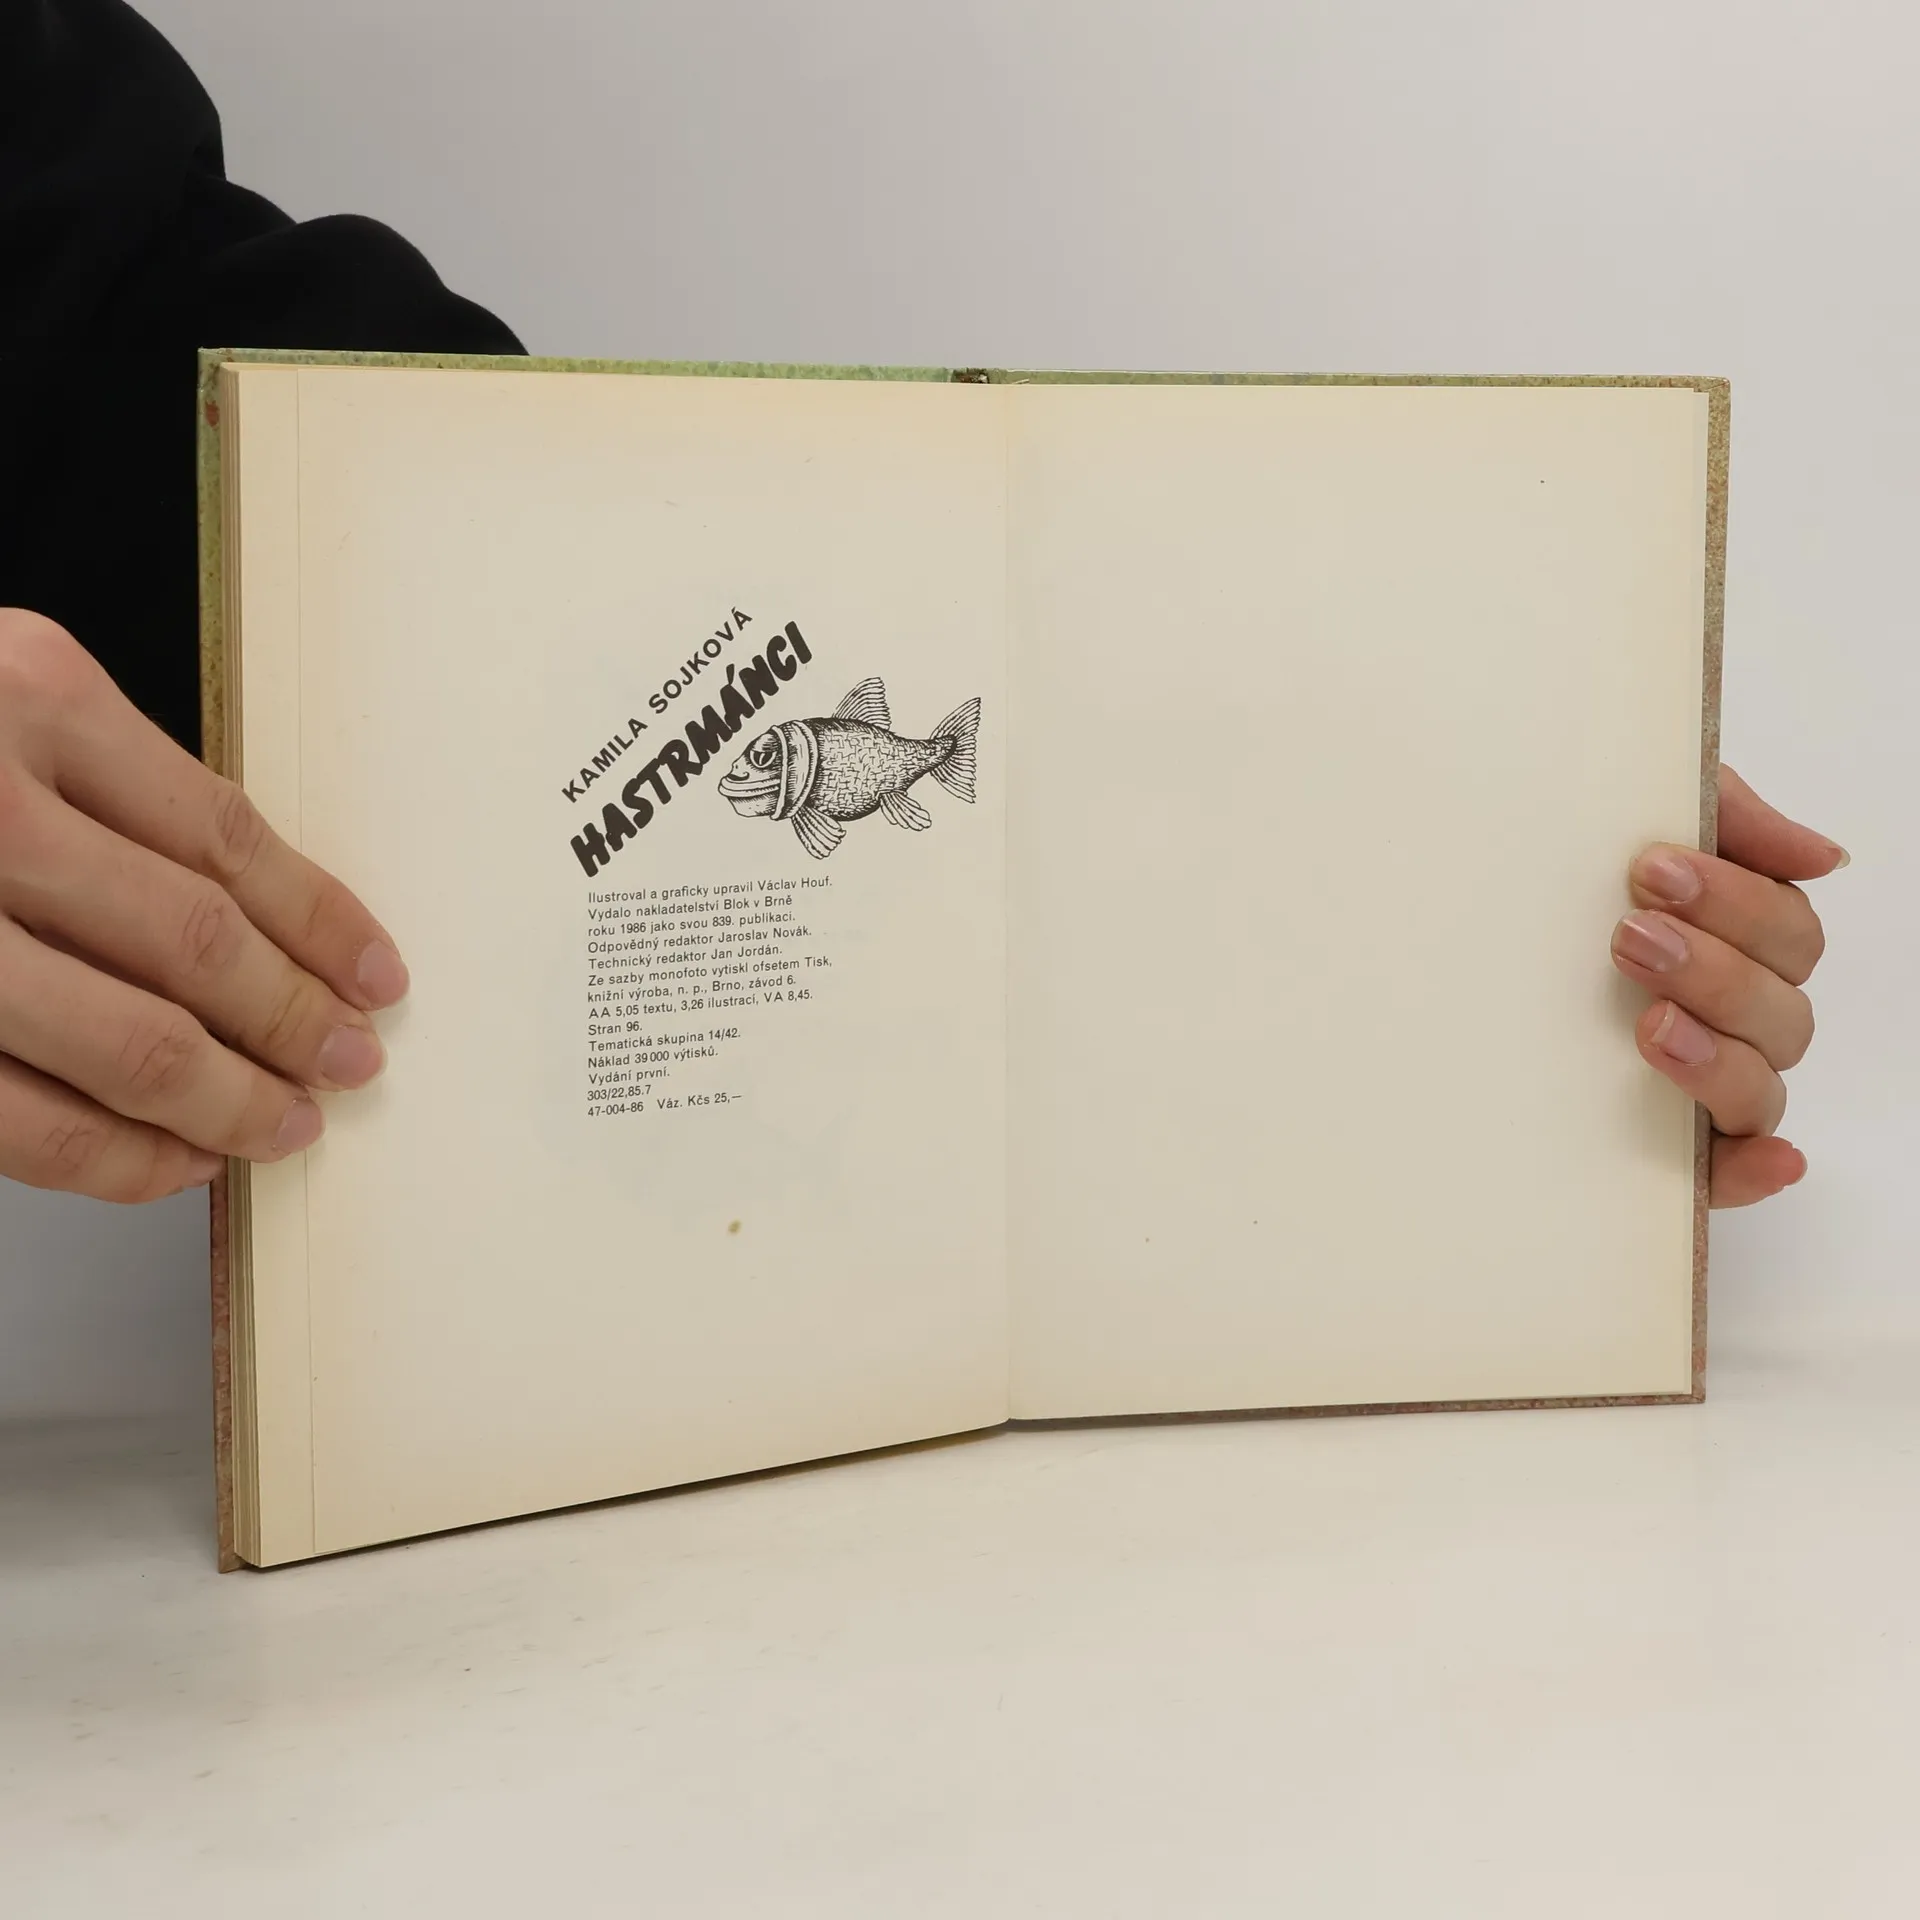 KAMILA SOJKOVÁ
HASTRMÁNCI
Ilustroval a graficky upravil Václav Houf.
Vydalo nakladatelství Blok v Brně
roku 1986 jako svou 839. publikaci.
Odpovědný redaktor Jaroslav Novák.
Technický redaktor Jan Jordán.
Ze sazby monofoto vytiskl ofsetem Tisk,
knižní výroba, n. p., Brno, závod 6.
AA 5,05 textu, 3,26 ilustrací, VA 8,45.
Stran 96.
Tematická skupina 14/42.
Náklad 39 000 výtisků.
Vydání první.
303/22,85.7
47-004-86 Váz. Kčs 25,—